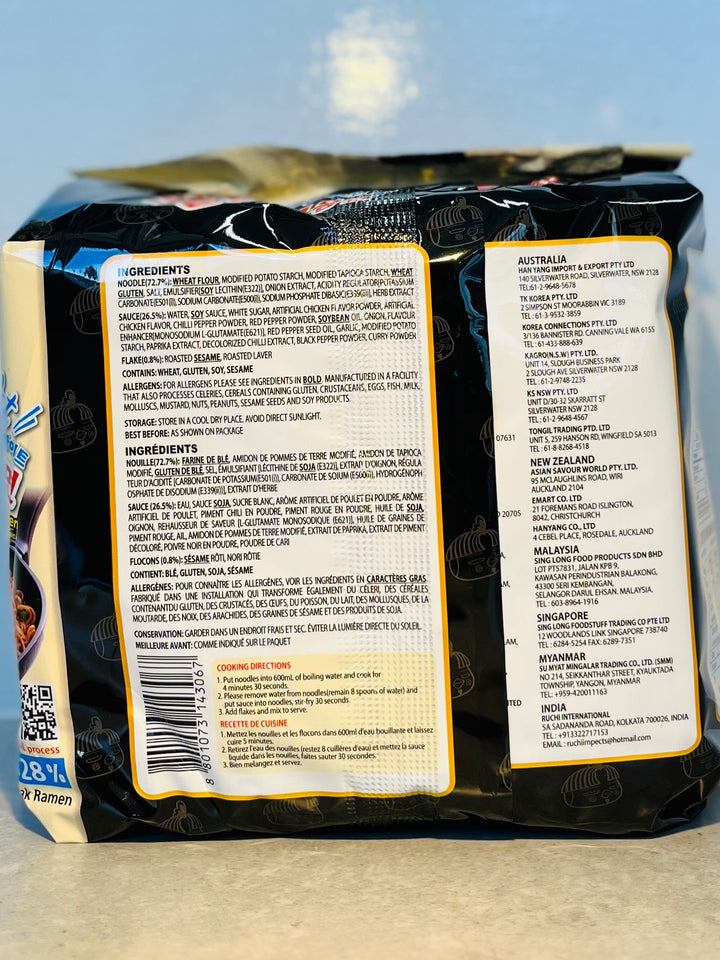 INGREDIENTS
NOODLE(72.7%): WHEAT FLOUR, MODIFIED POTATO STARCH, MODIFIED TAPIOCA STARCH, WHEAT
GLUTEN, SALT, EMULSIFIER(SOY LECITHINE(E322)), ONION EXTRACT, ACIDITY REGULATOR(POTASSIUM
CARBONATE(E501(I)), SODIUM CARBONATE(E500(I)), SODIUM PHOSPHATE DIBASIC(E339(II))), HERB EXTRACT
SAUCE(26.5%): WATER, SOY SAUCE, WHITE SUGAR, ARTIFICIAL CHICKEN FLAVOR POWDER, ARTIFICIAL
CHICKEN FLAVOR, CHILLI PEPPER POWDER, RED PEPPER POWDER, SOYBEAN OIL, ONION, FLAVOUR
ENHANCER(MONOSODIUM L-GLUTAMATE(E621)), RED PEPPER SEED OIL, GARLIC, MODIFIED POTATO
STARCH, PAPRIKA EXTRACT, DECOLORIZED CHILLI EXTRACT, BLACK PEPPER POWDER, CURRY POWDER
FLAKE(0.8%): ROASTED SESAME, ROASTED LAVER
CONTAINS: WHEAT, GLUTEN, SOY, SESAME
ALLERGENS: FOR ALLERGENS PLEASE SEE INGREDIENTS IN BOLD. MANUFACTURED IN A FACILITY
THAT ALSO PROCESSES CELERIES, CEREALS CONTAINING GLUTEN, CRUSTACEANS, EGGS, FISH, MILK,
MOLLUSCS, MUSTARD, NUTS, PEANUTS, SESAME SEEDS AND SOY PRODUCTS.
STORAGE: STORE IN A COOL DRY PLACE. AVOID DIRECT SUNLIGHT.
BEST BEFORE: AS SHOWN ON PACKAGE
INGRÉDIENTS
NOUILLE(72.7%): FARINE DE BLÉ, AMIDON DE POMMES DE TERRE MODIFIÉ, AMIDON DE TAPIOCA
MODIFIÉ, GLUTEN DE BLÉ, SEL, EMULSIFIANT [LÉCITHINE DE SOJA (E322)], EXTRAIT D'OIGNON, RÉGULA
TEUR D'ACIDITÉ [CARBONATE DE POTASSIUM(E501(I)), CARBONATE DE SOIUM (E500(I)), HYDROGÉNOPH
OSPHATE DE DISODIUM (E339(II))], EXTRAIT D'HERBE
SAUCE (26.5%): EAU, SAUCE SOJA, SUCRE BLANC, ARÔME ARTIFICIEL DE POULET EN POUDRE, ARÔME
ARTIFICIEL DE POULET, PIMENT CHILI EN POUDRE, PIMENT ROUGE EN POUDRE, HUILE DE SOJA,
OIGNON, REHAUSSEUR DE SAVEUR [L-GLUTAMATE MONOSODIQUE (E621)], HUILE DE GRAINES DE
PIMENT ROUGE, AIL, AMIDON DE POMMES DE TERRE MODIFIÉ, EXTRAIT DE PAPRIKA, EXTRAIT DE PIMENT
DÉCOLORÉ, POIVRE NOIR EN POUDRE, POUDRE DE CARI
FLOCONS (0.8%): SÉSAME RÔTI, NORI RÔTIE
CONTIENT: BLÉ, GLUTEN, SOJA, SÉSAME
ALLERGÈNES: POUR CONNAÎTRE LES ALLERGÈNES, VOIR LES INGRÉDIENTS EN CARACTÈRES GRAS.
FABRIQUÉ DANS UNE INSTALLATION QUI TRANSFORME ÉGALEMENT DU CÉLERI, DES CÉRÉALES
CONTENANTDU GLUTEN, DES CRUSTACÉS, DES ŒUFS, DU POISSON, DU LAIT, DES MOLLUSQUES, DE LA
MOUTARDE, DES NOIX, DES ARACHIDES, DES GRAINES DE SÉSAME ET DES PRODUITS DE SOJA.
CONSERVATION: GARDER DANS UN ENDROIT FRAIS ET SEC. ÉVITER LA LUMIÈRE DIRECTE DU SOLEIL.
MEILLEURE AVANT: COMME INDIQUÉ SUR LE PAQUET
8 801073 143067
COOKING DIRECTIONS
1. Put noodles into 600mL of boiling water and cook for
4 minutes 30 seconds.
2. Please remove water from noodles(remain 8 spoons of water) and
put sauce into noodles, stir-fry 30 seconds.
3. Add flakes and mix to serve.
RECETTE DE CUISINE
1. Mettez les nouilles et les flocons dans 600ml d'eau bouillante et laissez
cuire 5 minutes.
2. Retirez l'eau des nouilles (restez 8 cuillères d'eau) et mettez la sauce
liquide dans les nouilles, faites sauter 30 secondes.
3. Bien melangez et servez.
process
28%
ak Ramen
07631
20705
AM,
ITED
AUSTRALIA
HAN YANG IMPORT & EXPORT PTY LTD
140 SILVERWATER ROAD, SILVERWATER, NSW 2128
TEL:61-2-9648-5678
TK KOREA PTY. LTD
2 SIMPSON ST MOORABBIN VIC 3189
TEL : 61-3-9532-3859
KOREA CONNECTIONS PTY. LTD
3/136 BANNISTER RD. CANNING VALE WA 6155
TEL : 61-433-888-639
KAGRO(N.S.W) PTY. LTD.
UNIT 14, SLOUGH BUSINESS PARK
2 SLOUGH AVE SILVERWATER NSW 2128
TEL : 61-2-9748-2235
KS NSW PTY. LTD
UNIT D/30-32 SKARRATT ST
SILVERWATER NSW 2128
TEL : 61-2-9648-4567
TONGIL TRADING PTD. LTD
UNIT 5, 259 HANSON RD, WINGFIELD SA 5013
TEL : 61-8-8268-4518
NEW ZEALAND
ASIAN SAVOUR WORLD PTY. LTD.
95 MCLAUGHLINS ROAD, WIRI
AUCKLAND 2104
EMART CO. LTD
21 FOREMANS ROAD ISLINGTON,
8042, CHRISTCHURCH
HANYANG CO., LTD
4 CEBEL PLACE, ROSEDALE, AUCKLAND
MALAYSIA
SING LONG FOOD PRODUCTS SDN BHD
LOT PT57831, JALAN KPB 9,
KAWASAN PERINDUSTRIAN BALAKONG,
43300 SERI KEMBANGAN,
SELANGOR DARUL EHSAN. MALAYSIA.
TEL : 603-8964-1916
SINGAPORE
SING LONG FOODSTUFF TRADING CO PTE LTD
12 WOODLANDS LINK SINGAPORE 738740
TEL : 6284-5254 FAX: 6289-7351
MYANMAR
SU MYAT MINGALAR TRADING CO., LTD. (SMM)
NO 214, SEIKKANTHAR STREET, KYAUKTADA
TOWNSHIP, YANGON, MYANMAR
TEL: +959-420011163
INDIA
RUCHI INTERNATIONAL
5A SADANANDA ROAD, KOLKATA 700026, INDIA
TEL : +913322717153
EMAIL : ruchiimpects@hotmail.com